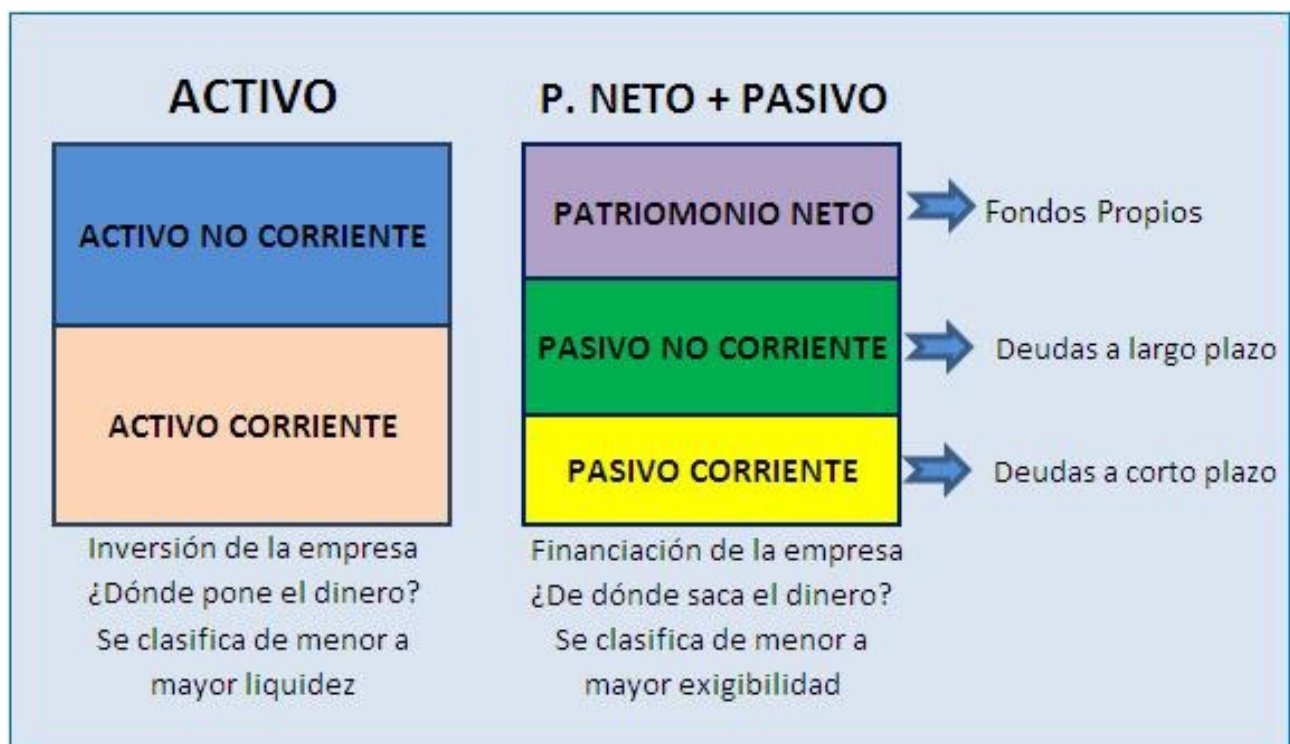 ACTIVO
ACTIVO NO CORRIENTE
ACTIVO CORRIENTE
Inversión de la empresa
¿Dónde pone el dinero?
Se clasifica de menor a
mayor liquidez
P. NETO + PASIVO
PATRIOMONIO NETO
Fondos Propios
PASIVO NO CORRIENTE
Deudas a largo plazo
PASIVO CORRIENTE
Deudas a corto plazo
Financiación de la empresa
¿De dónde saca el dinero?
Se clasifica de menor a
mayor exigibilidad